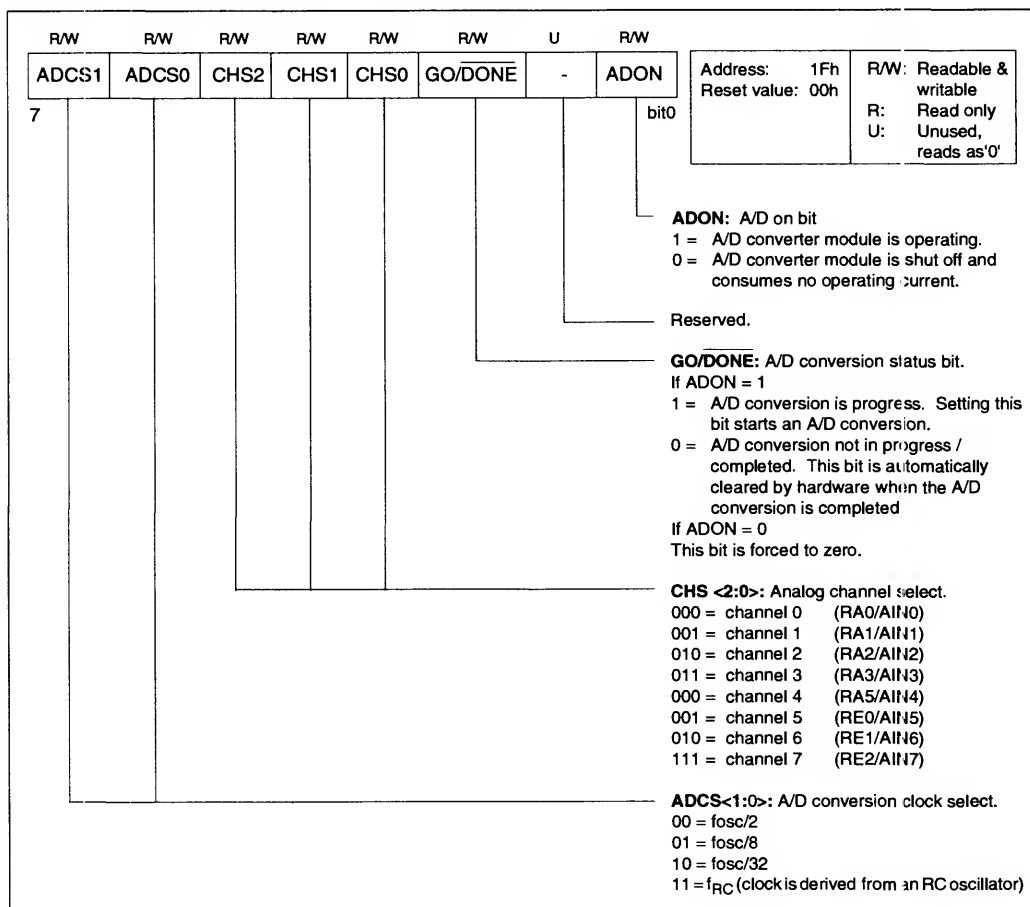 R/W R/W R/W R/W R/W R/W U R/W
ADCS1 ADCS0 CHS2 CHS1 CHS0 GO/DONE - ADON
7 bit0
Address: 1Fh
Reset value: 00h
R/W: Readable &
writable
R: Read only
U: Unused,
reads as'0'
ADON: A/D on bit
1 = A/D converter module is operating.
0 = A/D converter module is shut off and
consumes no operating current.
Reserved.
GO/DONE: A/D conversion status bit.
If ADON = 1
1 = A/D conversion is progress. Setting this
bit starts an A/D conversion.
0 = A/D conversion not in progress /
completed. This bit is automatically
cleared by hardware when the A/D
conversion is completed
If ADON = 0
This bit is forced to zero.
CHS <2:0>: Analog channel select.
000 = channel 0 (RA0/AIN0)
001 = channel 1 (RA1/AIN1)
010 = channel 2 (RA2/AIN2)
011 = channel 3 (RA3/AIN3)
000 = channel 4 (RA5/AIN4)
001 = channel 5 (RE0/AIN5)
010 = channel 6 (RE1/AIN6)
111 = channel 7 (RE2/AIN7)
ADCS<1:0>: A/D conversion clock select.
00 = fosc/2
01 = fosc/8
10 = fosc/32
11 = fRC (clock is derived from an RC oscillator)